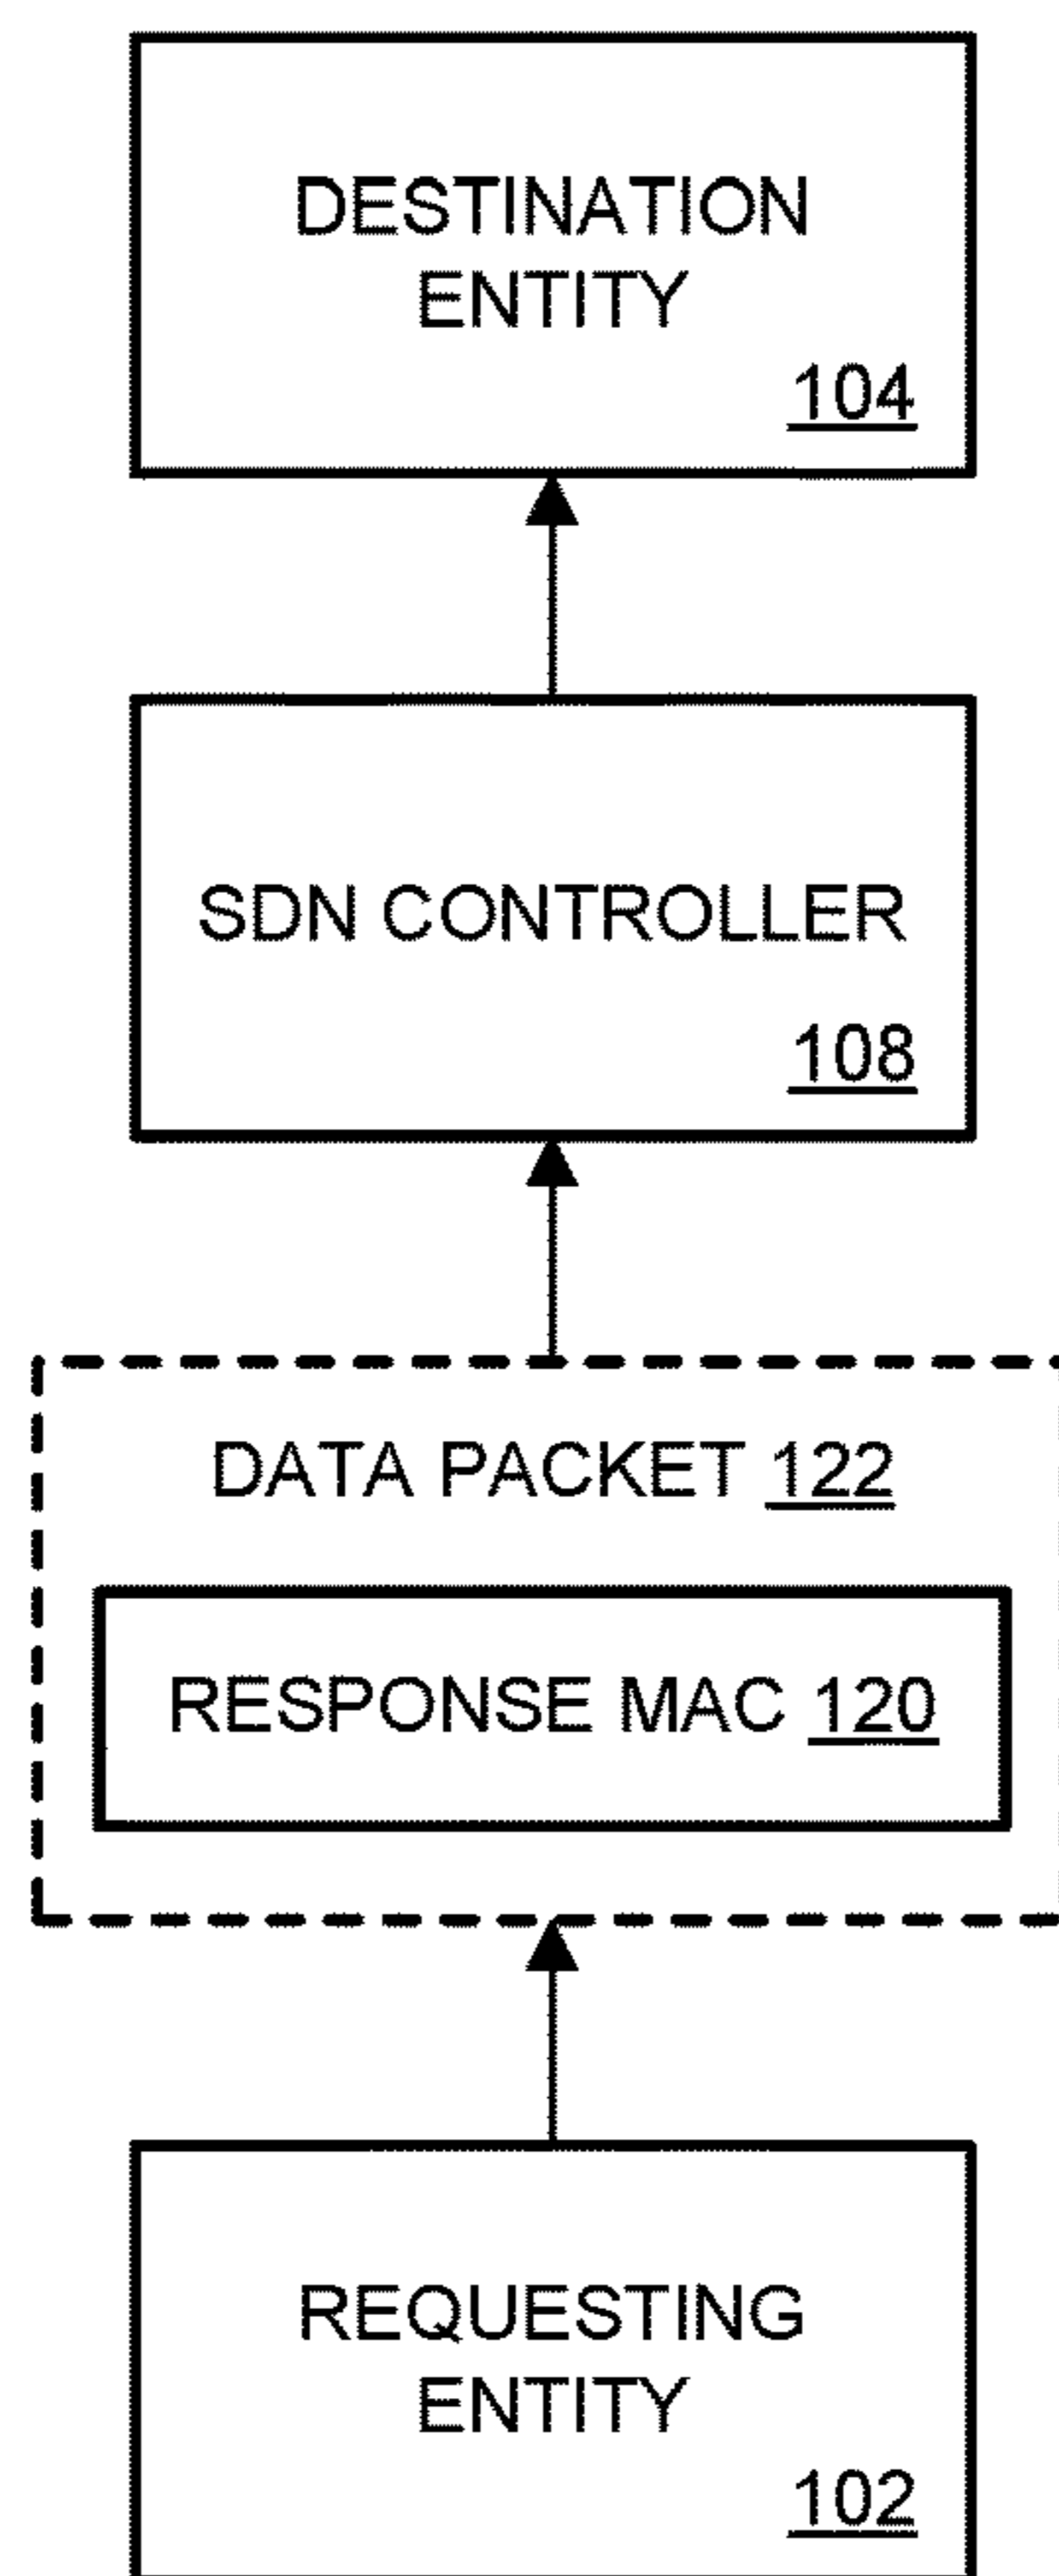 DESTINATION
ENTITY
104
SDN CONTROLLER
108
DATA PACKET 122
RESPONSE MAC 120
REQUESTING
ENTITY
102